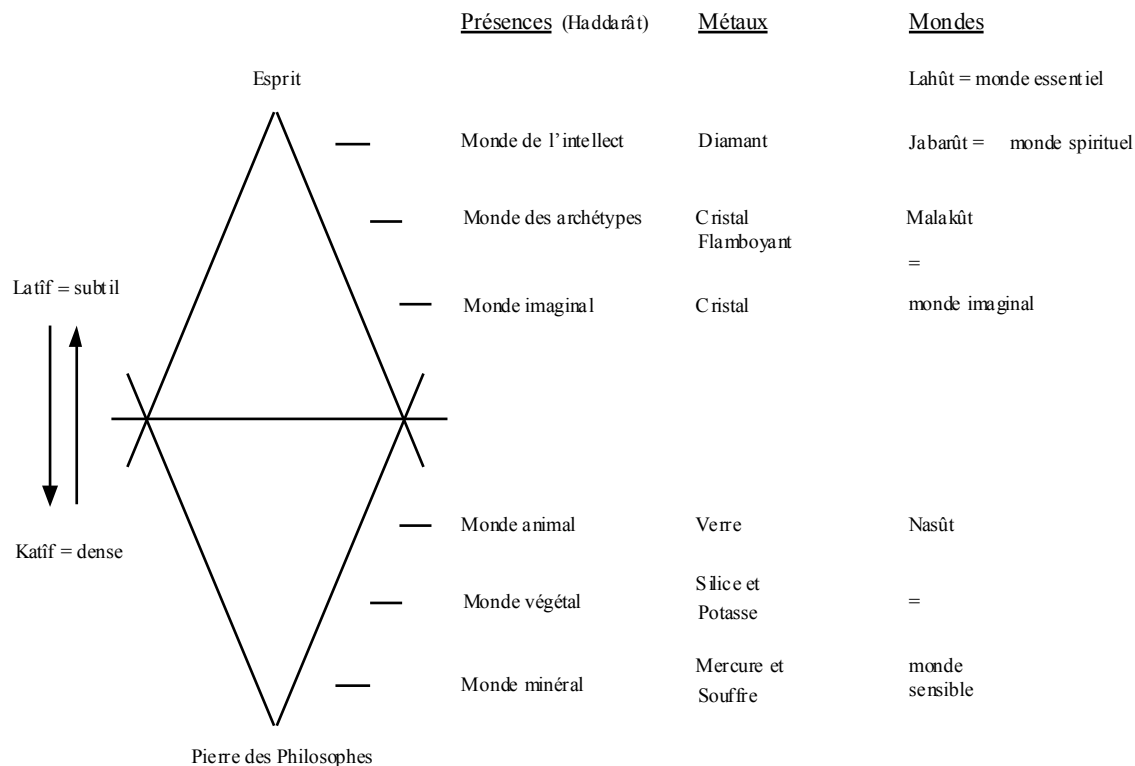 Présences (Haddarât) Métaux Mondes
Esprit Lahût = monde essentiel
Monde de l'intellect Diamant Jabarût = monde spirituel
Monde des archétypes Cristal Malakût
Flamboyant
=
Latîf = subtil
Monde imaginal Cristal monde imaginal
Monde animal Verre Nasût
Katîf = dense
Silice et
Monde végétal =
Potasse
Mercure et monde
Monde minéral
Souffre sensible
Pierre des Philosophes